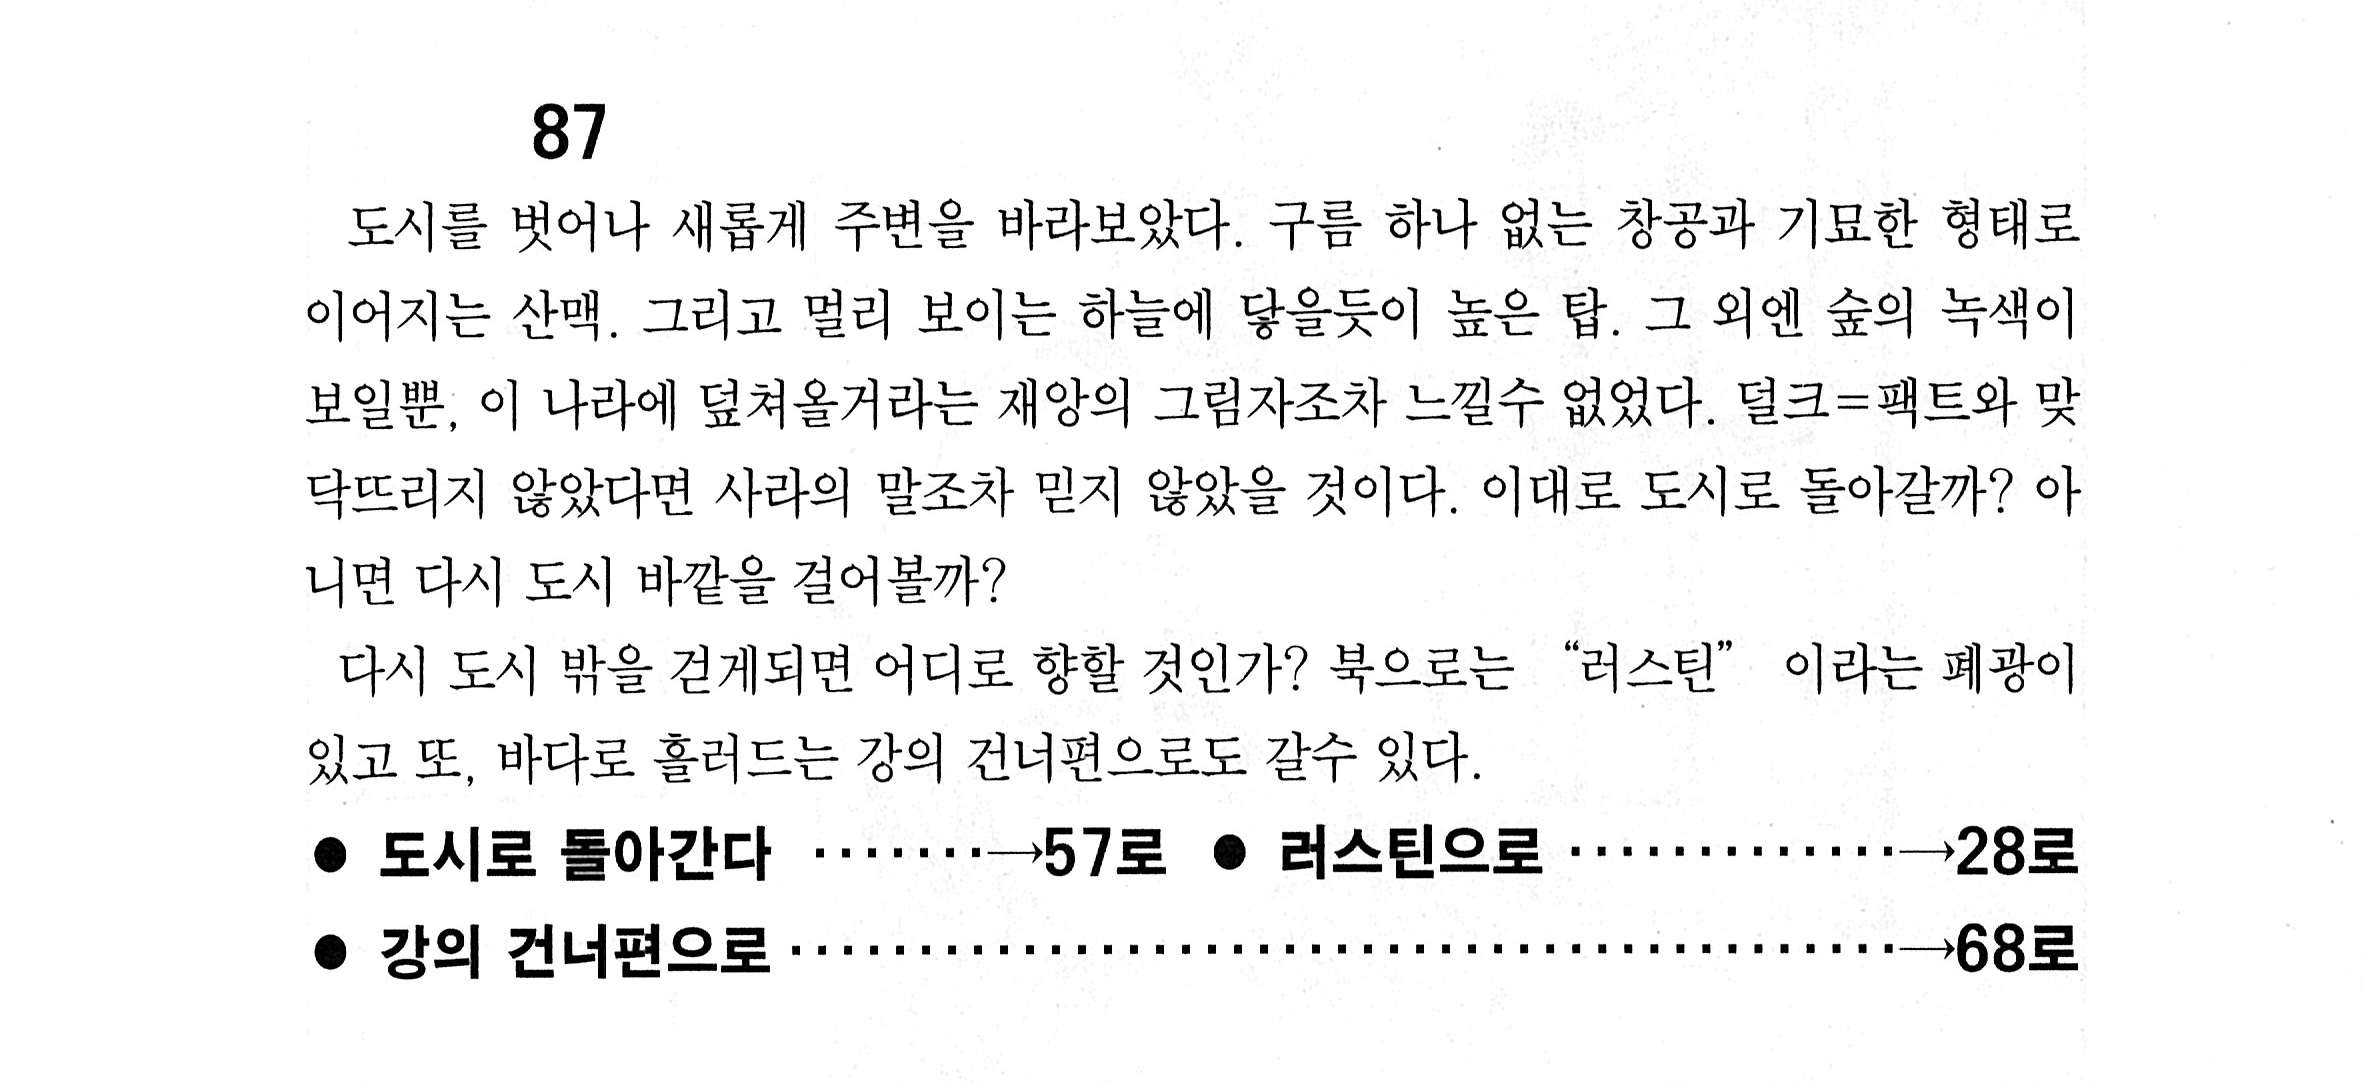 87
도시를 벗어나 새롭게 주변을 바라보았다. 구름 하나 없는 창공과 기묘한 형태로
이어지는 산맥. 그리고 멀리 보이는 하늘에 닿을듯이 높은 탑. 그 외엔 숲의 녹색이
보일뿐, 이 나라에 덮쳐올거라는 재앙의 그림자조차 느낄수 없었다. 덜크=팩트와 맞
닥뜨리지 않았다면 사라의 말조차 믿지 않았을 것이다. 이대로 도시로 돌아갈까? 아
니면 다시 도시 바깥을 걸어볼까?
다시 도시 밖을 걷게되면 어디로 향할 것인가? 북으로는 “러스틴” 이라는 폐광이
있고 또, 바다로 흘러드는 강의 건너편으로도 갈수 있다.
● 도시로 돌아간다 ·······→57로 ● 러스틴으로 ·············→28로
● 강의 건너편으로 ···········································→68로